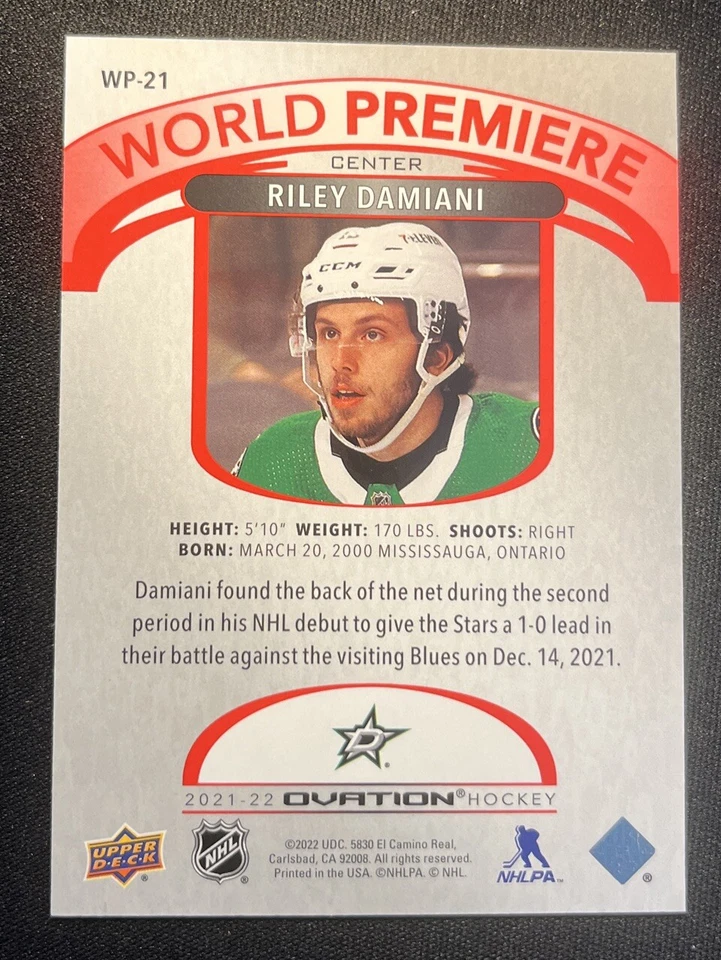 WP-21
WORLD PREMIERE
CENTER
RILEY DAMIANI
7-ELEVEN
CCM
HEIGHT: 5'10" WEIGHT: 170 LBS. SHOOTS: RIGHT
BORN: MARCH 20, 2000 MISSISSAUGA, ONTARIO
Damiani found the back of the net during the second
period in his NHL debut to give the Stars a 1-0 lead in
their battle against the visiting Blues on Dec. 14, 2021.
D
®
2021-22 OVATION® HOCKEY
UPPER
D·E·C·K
®
NHL
®
©2022 UDC. 5830 El Camino Real,
Carlsbad, CA 92008. All rights reserved.
Printed in the USA. ©NHLPA. © NHL.
NHLPA™
®